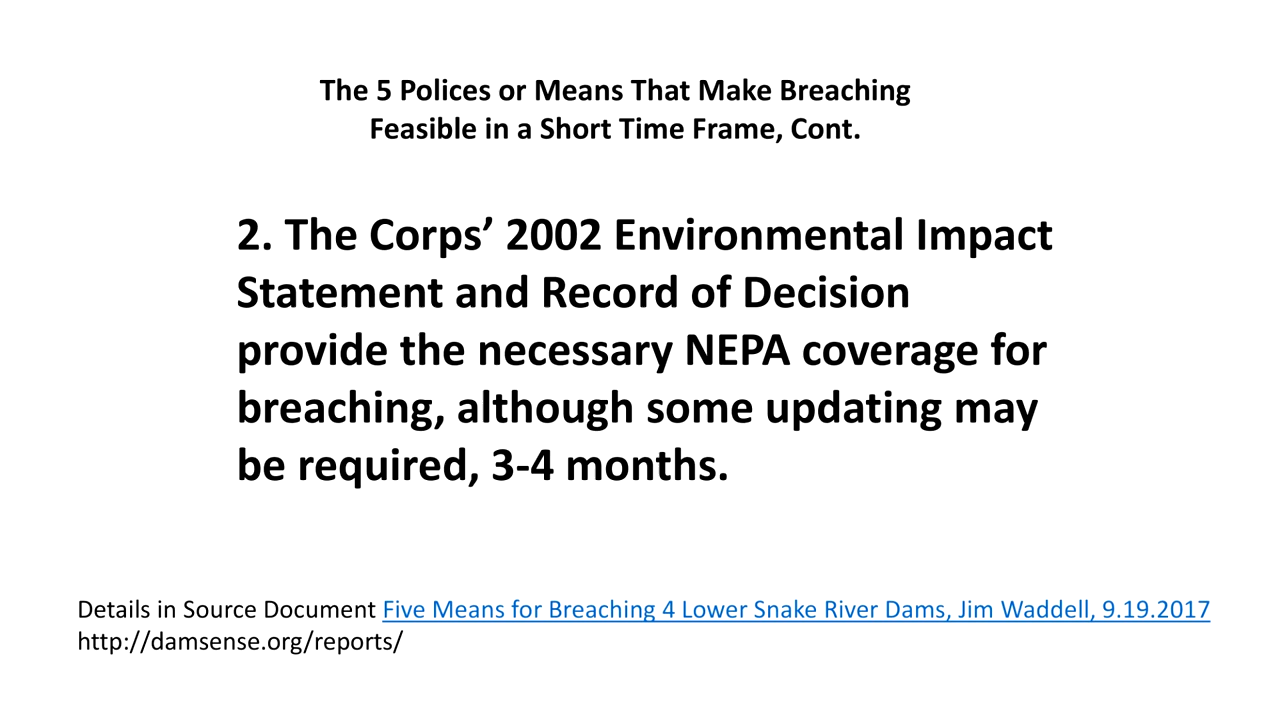 The 5 Polices or Means That Make Breaching
Feasible in a Short Time Frame, Cont.
2. The Corps’ 2002 Environmental Impact
Statement and Record of Decision
provide the necessary NEPA coverage for
breaching, although some updating may
be required, 3-4 months.
Details in Source Document Five Means for Breaching 4 Lower Snake River Dams, Jim Waddell, 9.19.2017
http://damsense.org/reports/